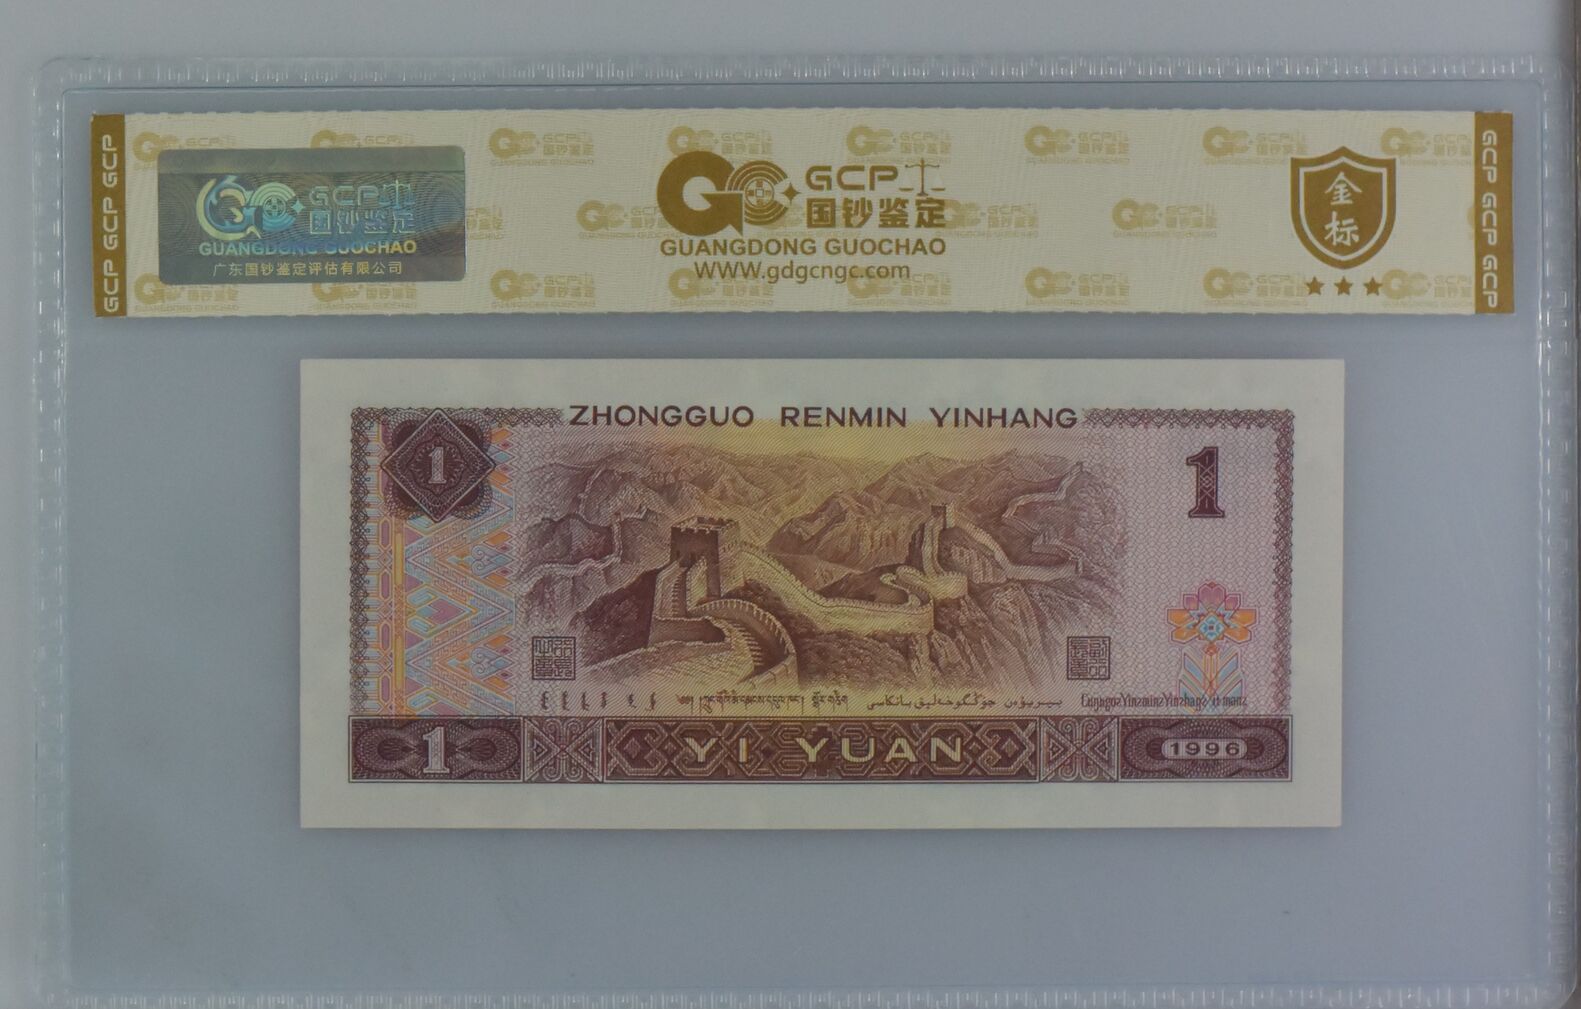 GCP GCP GCP
GCP
国钞鉴定
GUANGDONG GUOCHAO
广东国钞鉴定评估有限公司
GCP
国钞鉴定
GUANGDONG GUOCHAO
WWW.gdgcngc.com
金
标
GCP GCP GCP
ZHONGGUO RENMIN YINHANG
1
1
1 YI YUAN 1996